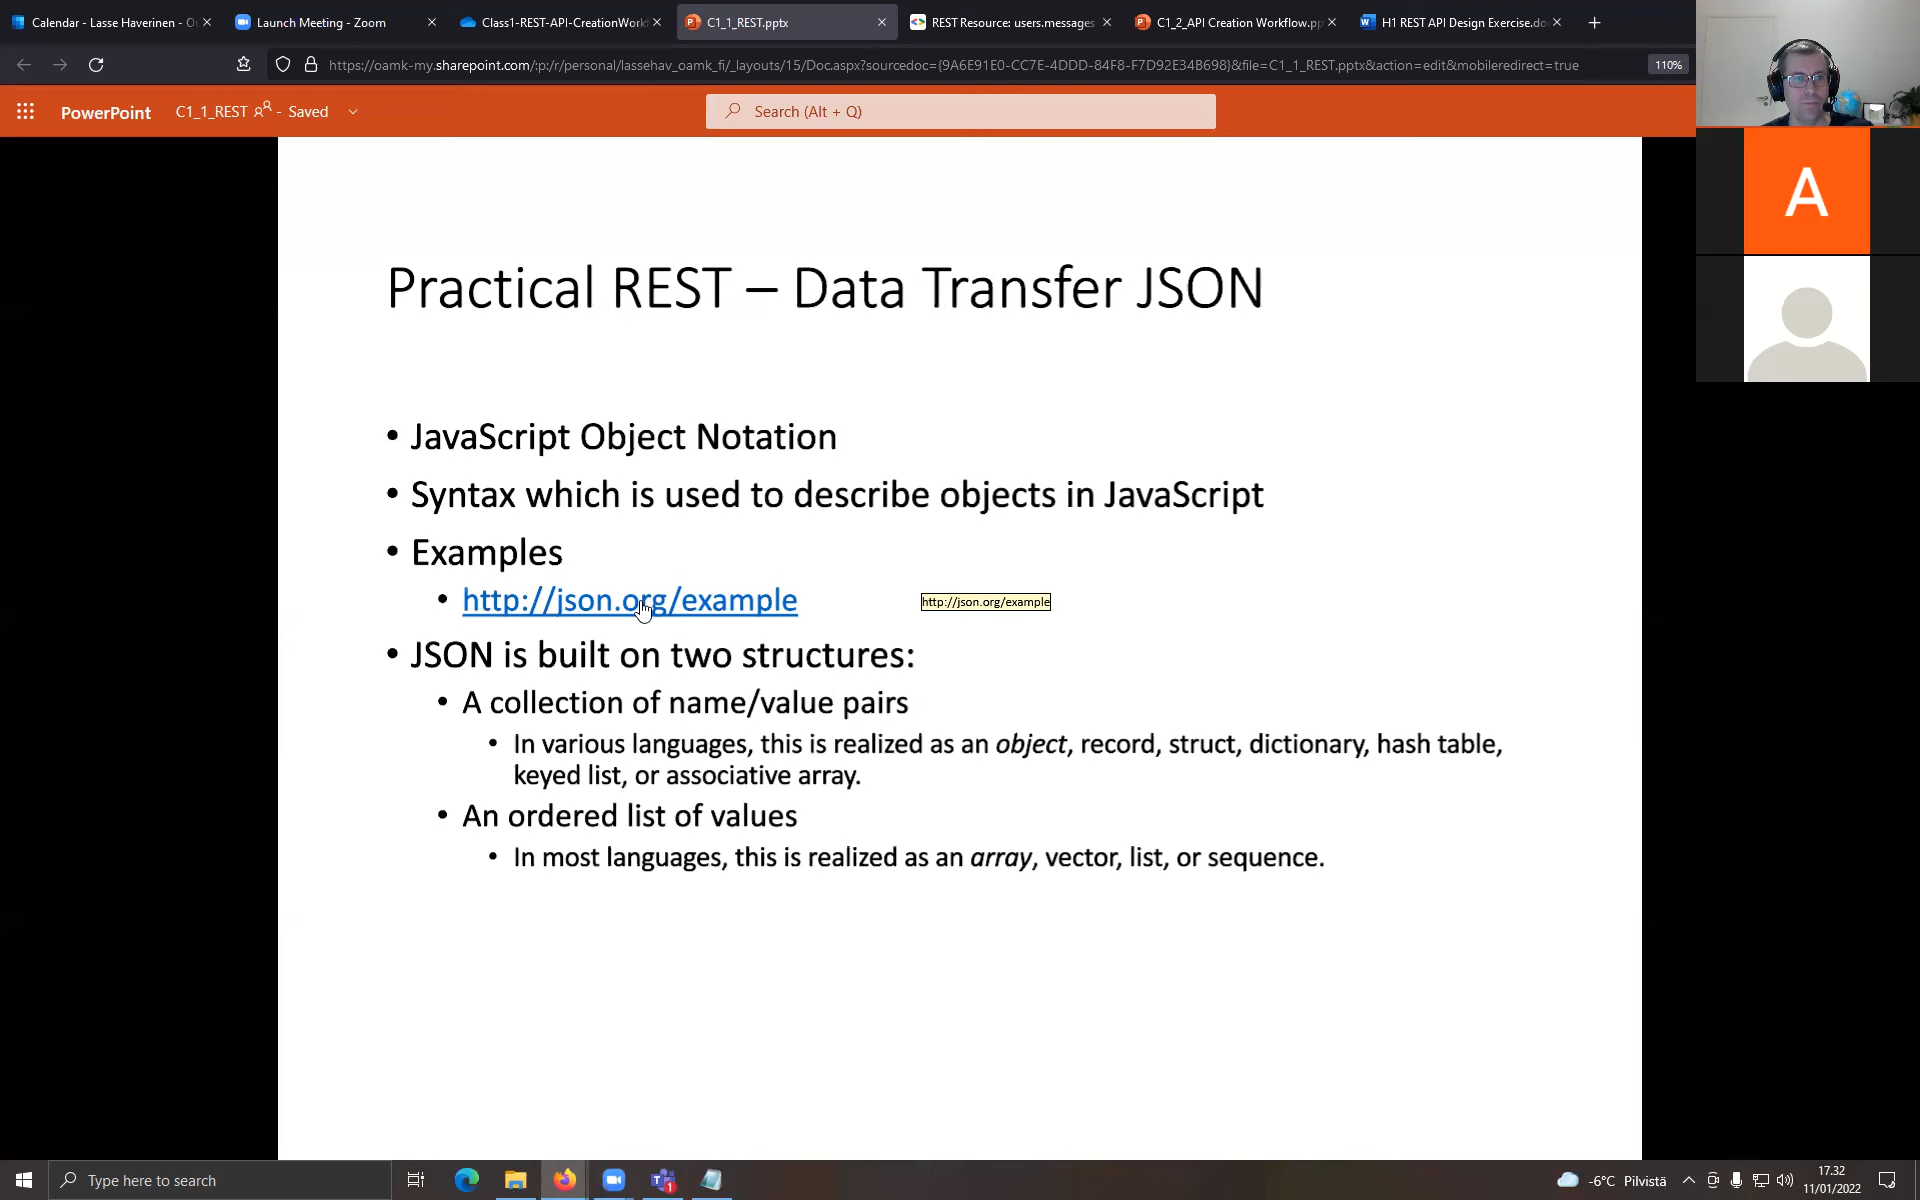 Calendar - Lasse Haverinen - O
Launch Meeting - Zoom
Class1-REST-API-CreationWorkf
C1_1_REST.pptx
REST Resource: users.messages
C1_2_API Creation Workflow.pp
H1 REST API Design Exercise.do
https://oamk-my.sharepoint.com/:p:/r/personal/lassehav_oamk_fi/_layouts/15/Doc.aspx?sourcedoc={9A6E91E0-CC7E-4DDD-84F8-F7D92E34B698}&file=C1_1_REST.pptx&action=edit&mobileredirect=true
110%
PowerPoint
C1_1_REST - Saved
Search (Alt + Q)
A
Practical REST – Data Transfer JSON
• JavaScript Object Notation
• Syntax which is used to describe objects in JavaScript
• Examples
• http://json.org/example
http://json.org/example
• JSON is built on two structures:
• A collection of name/value pairs
• In various languages, this is realized as an object, record, struct, dictionary, hash table,
keyed list, or associative array.
• An ordered list of values
• In most languages, this is realized as an array, vector, list, or sequence.
Type here to search
1
-6°C Pilvistä
17.32
11/01/2022